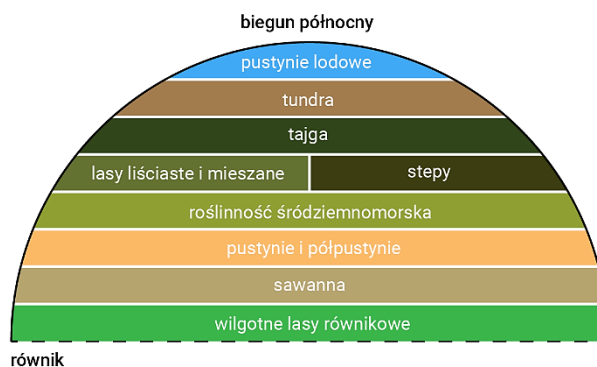 biegun północny
pustynie lodowe
tundra
tajga
lasy liściaste i mieszane
stepy
roślinność śródziemnomorska
pustynie i półpustynie
sawanna
wilgotne lasy równikowe
równik